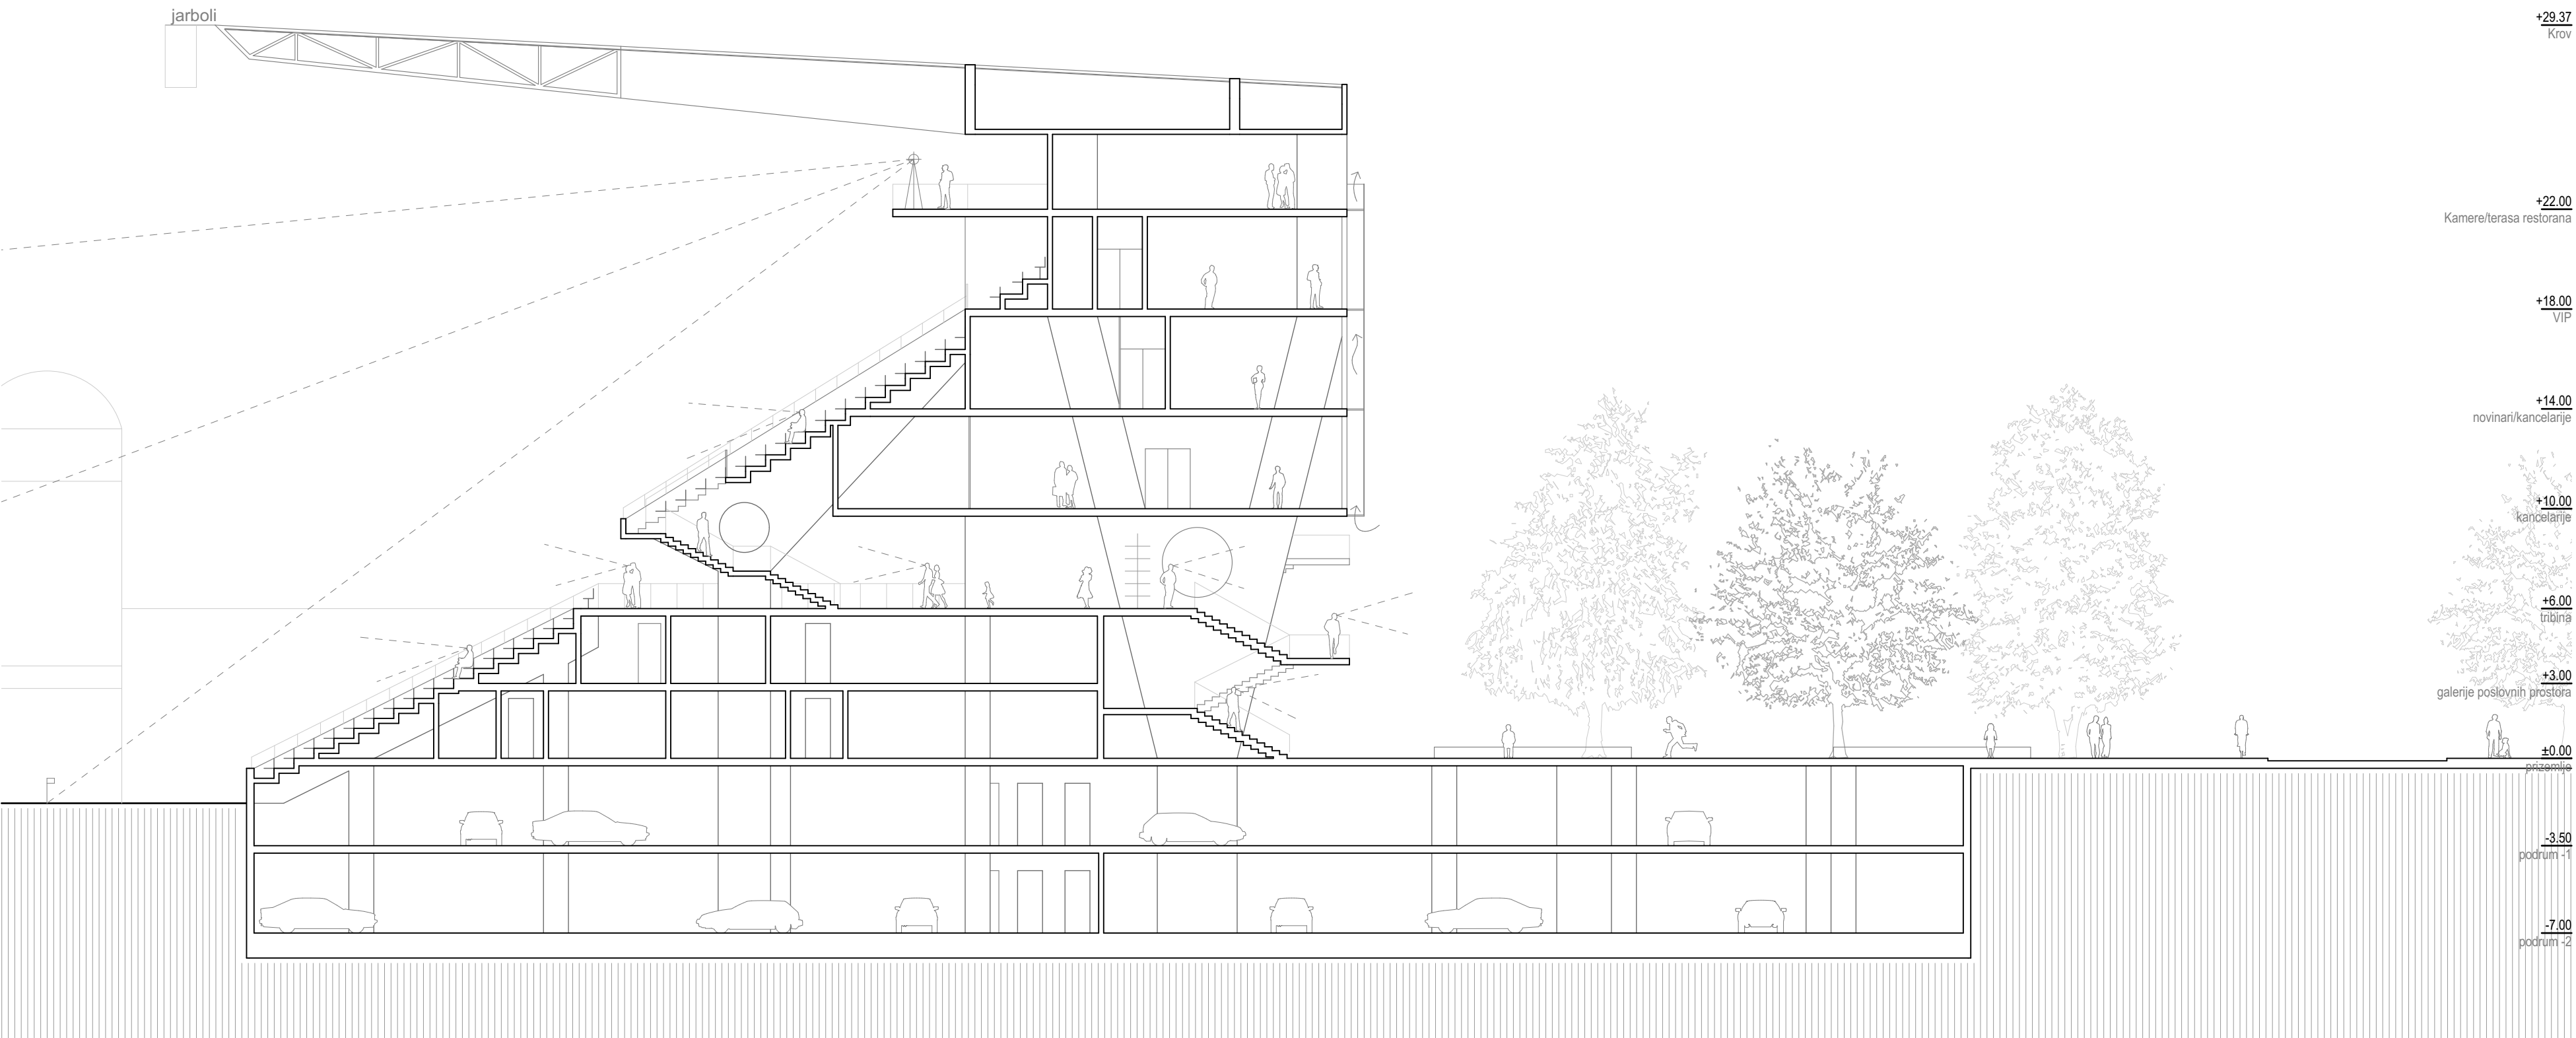 jarboli
+29.37
Krov
+22.00
Kamere/terasa restorana
+18.00
VIP
+14.00
novinari/kancelarije
+10.00
kancelarije
+6.00
tribina
+3.00
galerije poslovnih prostora
±0.00
prizemlje
-3.50
podrum -1
-7.00
podrum -2